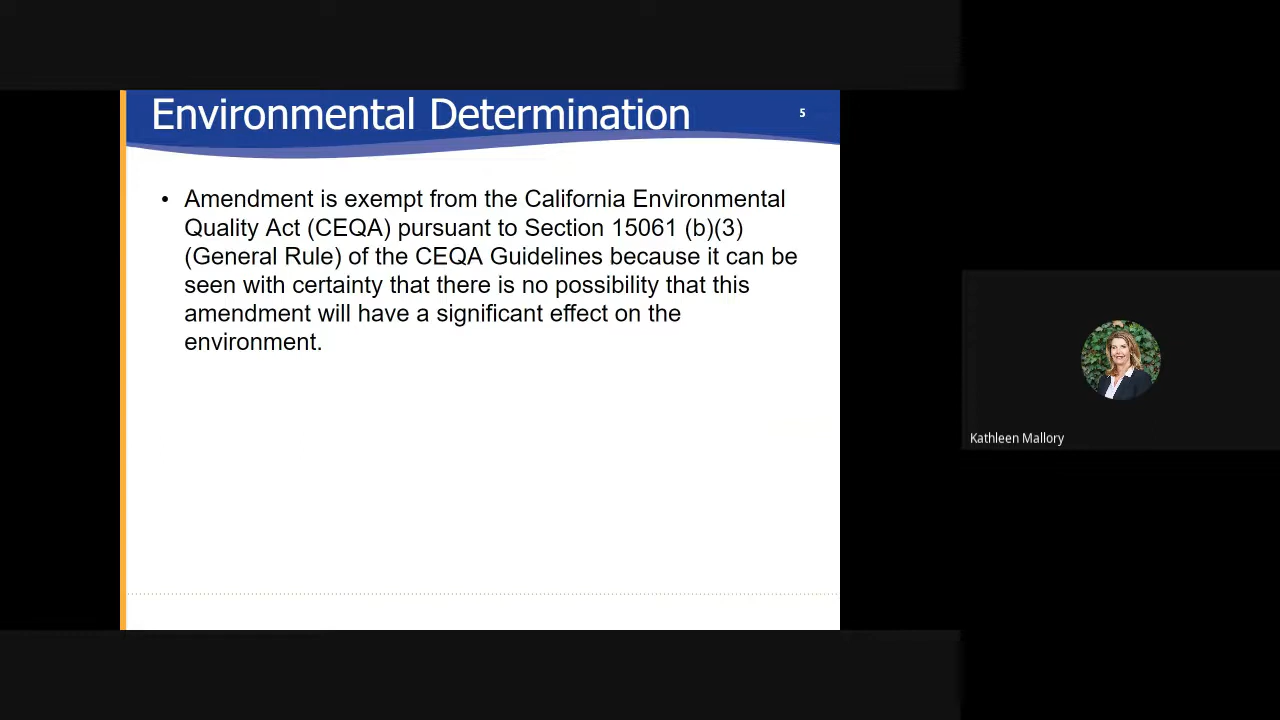 Environmental Determination
5
• Amendment is exempt from the California Environmental
Quality Act (CEQA) pursuant to Section 15061 (b)(3)
(General Rule) of the CEQA Guidelines because it can be
seen with certainty that there is no possibility that this
amendment will have a significant effect on the
environment.
Kathleen Mallory